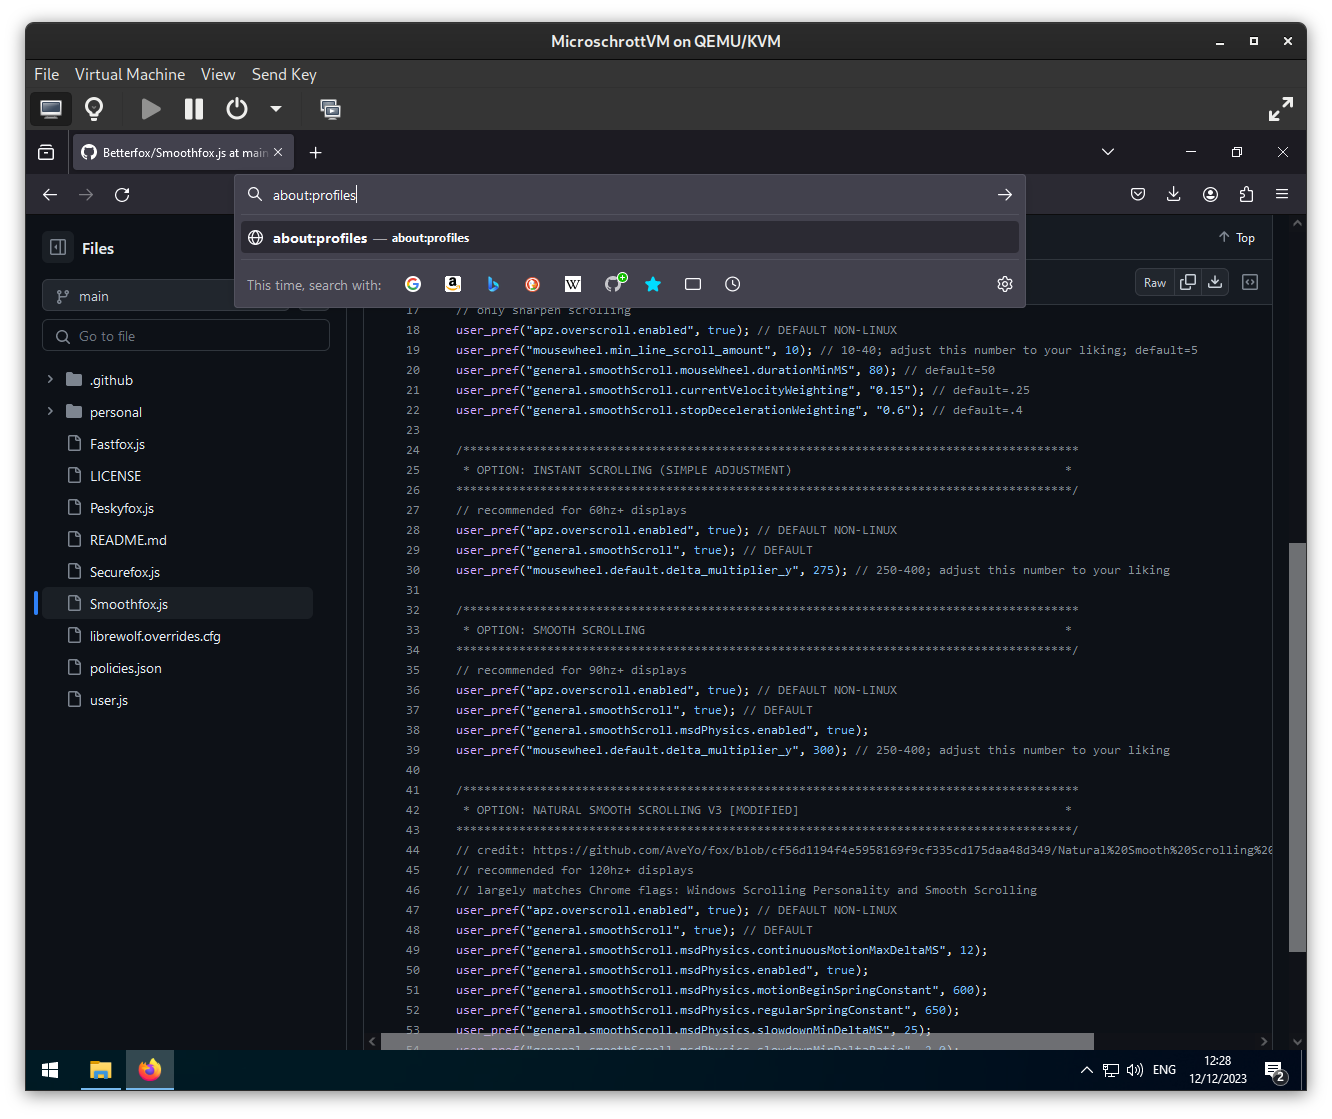 MicroschrottVM on QEMU/KVM
File Virtual Machine View Send Key
Betterfox/Smoothfox.js at main
about:profiles
about:profiles — about:profiles
This time, search with:
Files
Top
main
Raw
Go to file
.github
personal
Fastfox.js
LICENSE
Peskyfox.js
README.md
Securefox.js
Smoothfox.js
librewolf.overrides.cfg
policies.json
user.js
17 // only sharpen scrolling
18 user_pref("apz.overscroll.enabled", true); // DEFAULT NON-LINUX
19 user_pref("mousewheel.min_line_scroll_amount", 10); // 10-40; adjust this number to your liking; default=5
20 user_pref("general.smoothScroll.mouseWheel.durationMinMS", 80); // default=50
21 user_pref("general.smoothScroll.currentVelocityWeighting", "0.15"); // default=.25
22 user_pref("general.smoothScroll.stopDecelerationWeighting", "0.6"); // default=.4
23
24 /****************************************************************************************
25 * OPTION: INSTANT SCROLLING (SIMPLE ADJUSTMENT) *
26 ****************************************************************************************/
27 // recommended for 60hz+ displays
28 user_pref("apz.overscroll.enabled", true); // DEFAULT NON-LINUX
29 user_pref("general.smoothScroll", true); // DEFAULT
30 user_pref("mousewheel.default.delta_multiplier_y", 275); // 250-400; adjust this number to your liking
31
32 /****************************************************************************************
33 * OPTION: SMOOTH SCROLLING *
34 ****************************************************************************************/
35 // recommended for 90hz+ displays
36 user_pref("apz.overscroll.enabled", true); // DEFAULT NON-LINUX
37 user_pref("general.smoothScroll", true); // DEFAULT
38 user_pref("general.smoothScroll.msdPhysics.enabled", true);
39 user_pref("mousewheel.default.delta_multiplier_y", 300); // 250-400; adjust this number to your liking
40
41 /****************************************************************************************
42 * OPTION: NATURAL SMOOTH SCROLLING V3 [MODIFIED] *
43 ****************************************************************************************/
44 // credit: https://github.com/AveYo/fox/blob/cf56d1194f4e5958169f9cf335cd175daa48d349/Natural%20Smooth%20Scrolling%2
45 // recommended for 120hz+ displays
46 // largely matches Chrome flags: Windows Scrolling Personality and Smooth Scrolling
47 user_pref("apz.overscroll.enabled", true); // DEFAULT NON-LINUX
48 user_pref("general.smoothScroll", true); // DEFAULT
49 user_pref("general.smoothScroll.msdPhysics.continuousMotionMaxDeltaMS", 12);
50 user_pref("general.smoothScroll.msdPhysics.enabled", true);
51 user_pref("general.smoothScroll.msdPhysics.motionBeginSpringConstant", 600);
52 user_pref("general.smoothScroll.msdPhysics.regularSpringConstant", 650);
53 user_pref("general.smoothScroll.msdPhysics.slowdownMinDeltaMS", 25);
54 user_pref("general.smoothScroll.msdPhysics.slowdownMinDeltaRatio", 2.0);
ENG
12:28
12/12/2023
2